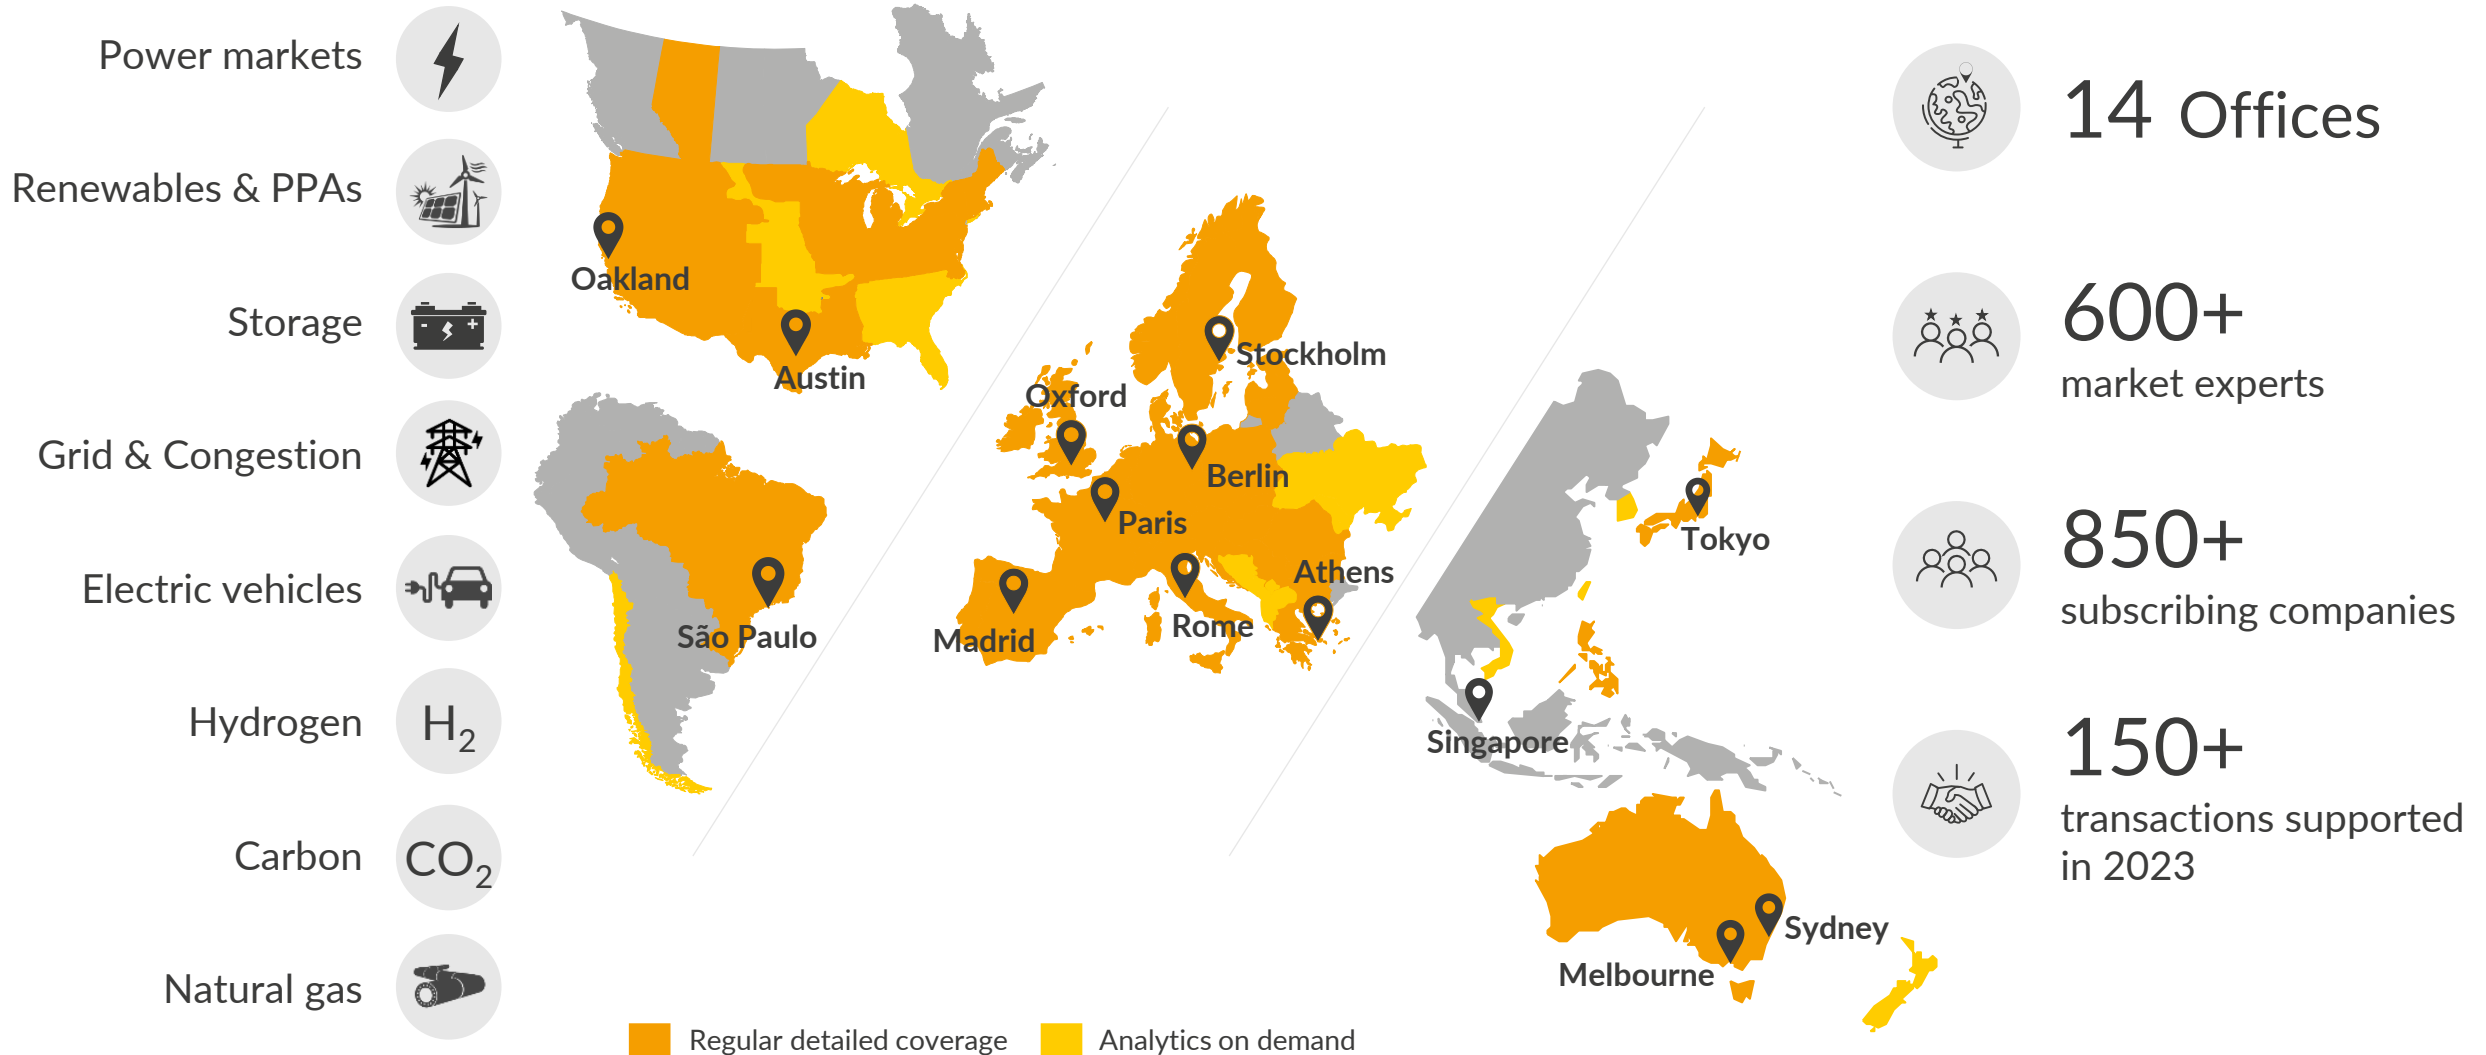 Power markets
Renewables & PPAs
Storage
Grid & Congestion
Electric vehicles
Hydrogen
H2
Carbon
CO2
Natural gas
Oakland
Austin
São Paulo
Oxford
Stockholm
Berlin
Paris
Madrid
Rome
Athens
Tokyo
Singapore
Sydney
Melbourne
Regular detailed coverage
Analytics on demand
14 Offices
600+
market experts
850+
subscribing companies
150+
transactions supported
in 2023